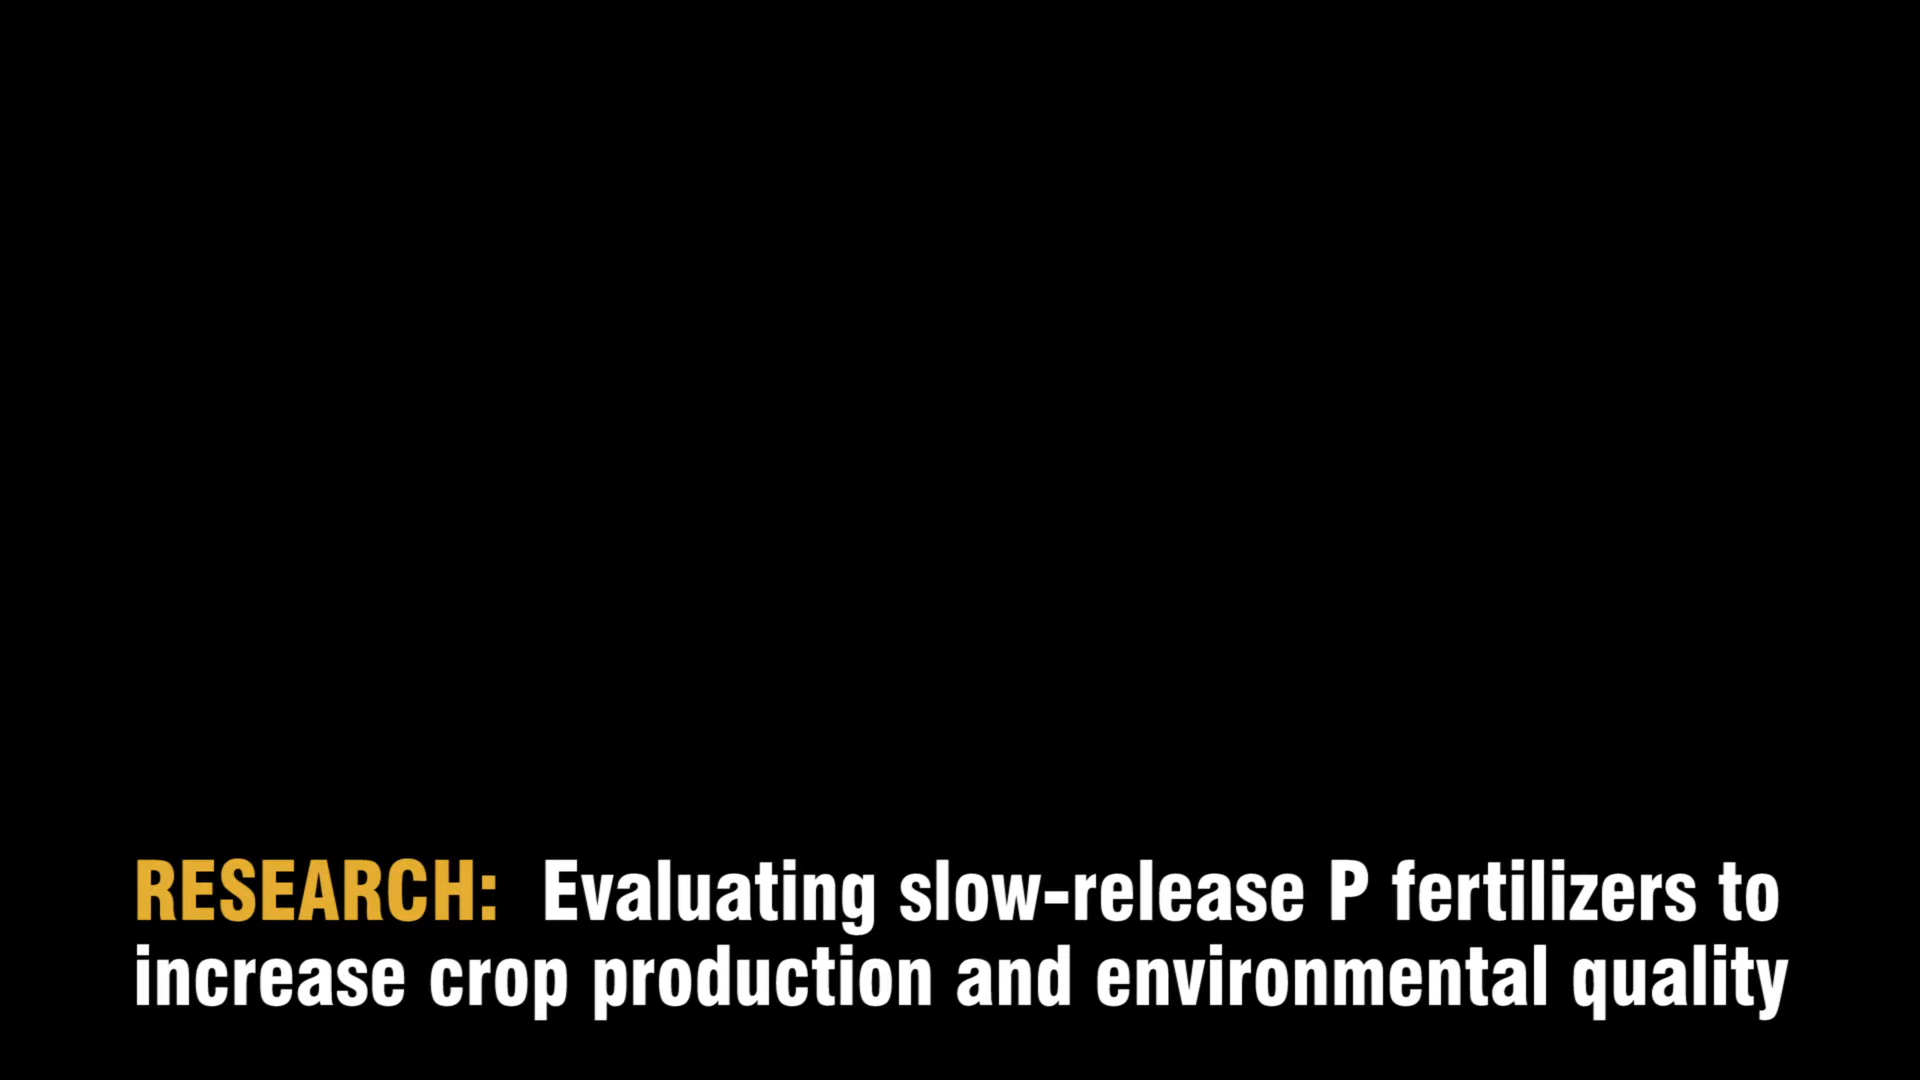 RESEARCH: Evaluating slow-release P fertilizers to
increase crop production and environmental quality